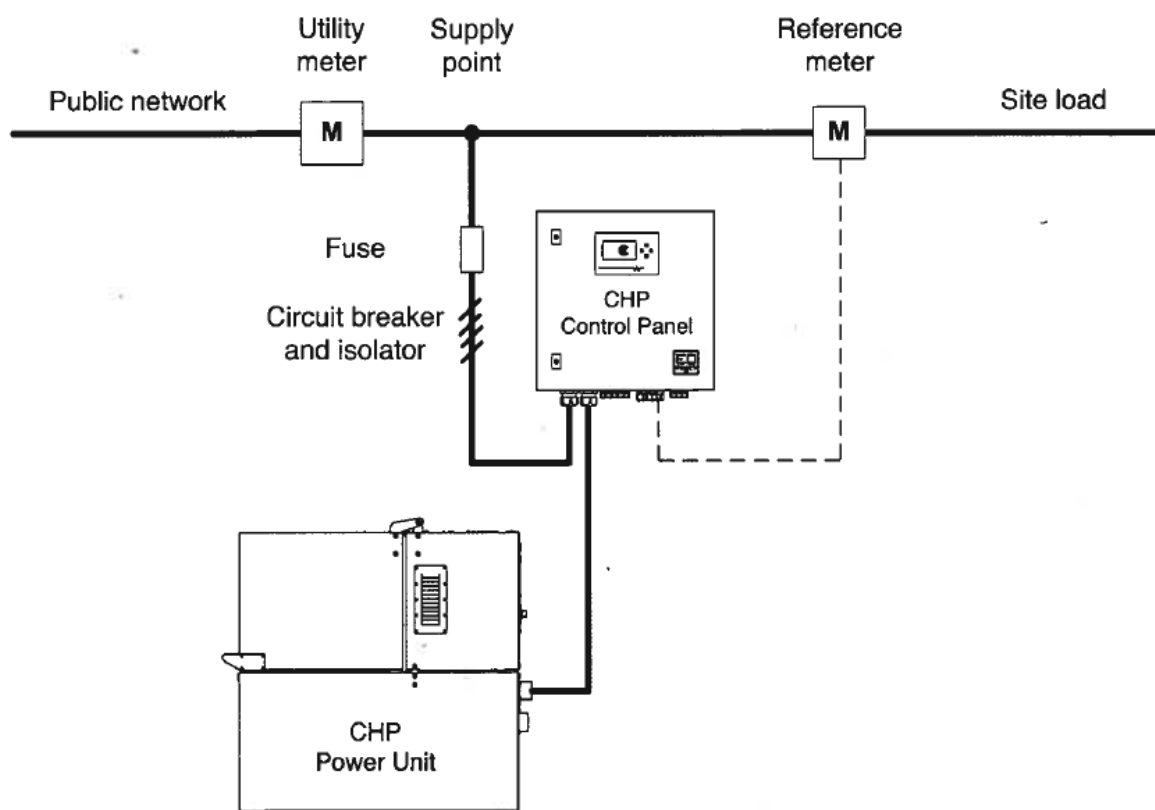 Utility
meter
Supply
point
Reference
meter
Public network
Site load
M
M
Fuse
Circuit breaker
and isolator
CHP
Control Panel
CHP
Power Unit